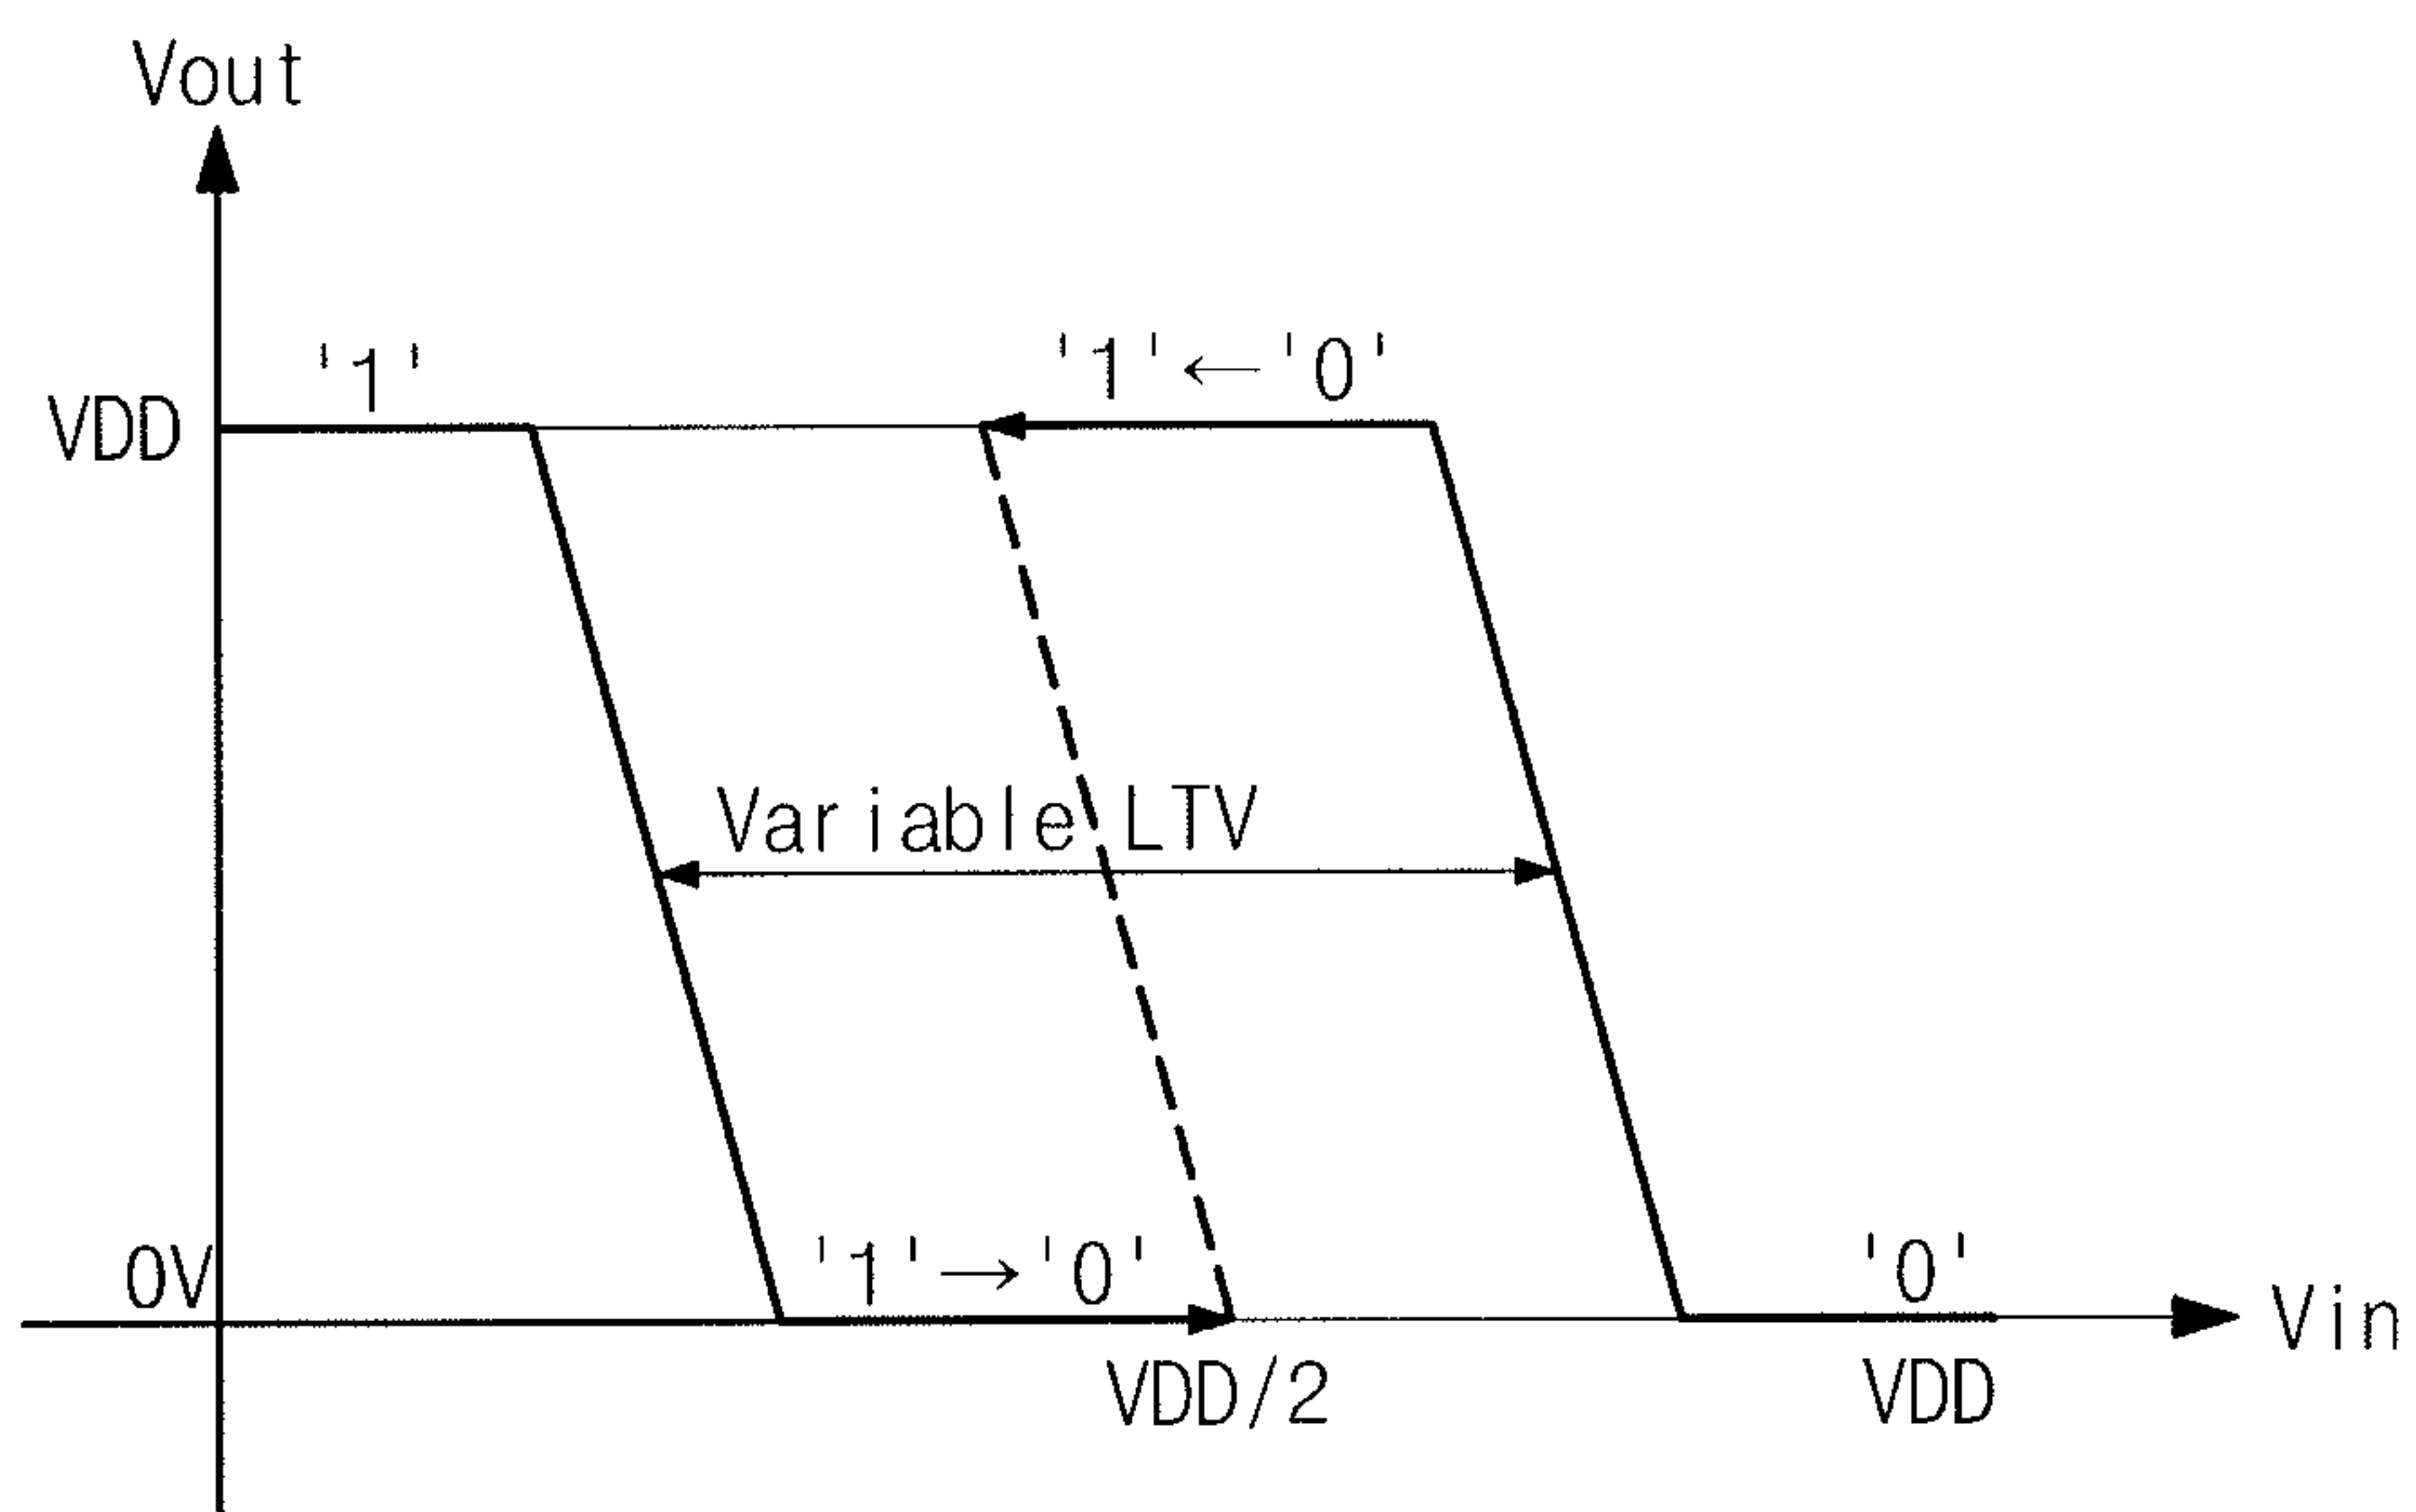 Vout
'1'
'1'←'0'
VDD
Variable LTV
0V
'1'→'0'
'0'
Vin
VDD/2
VDD